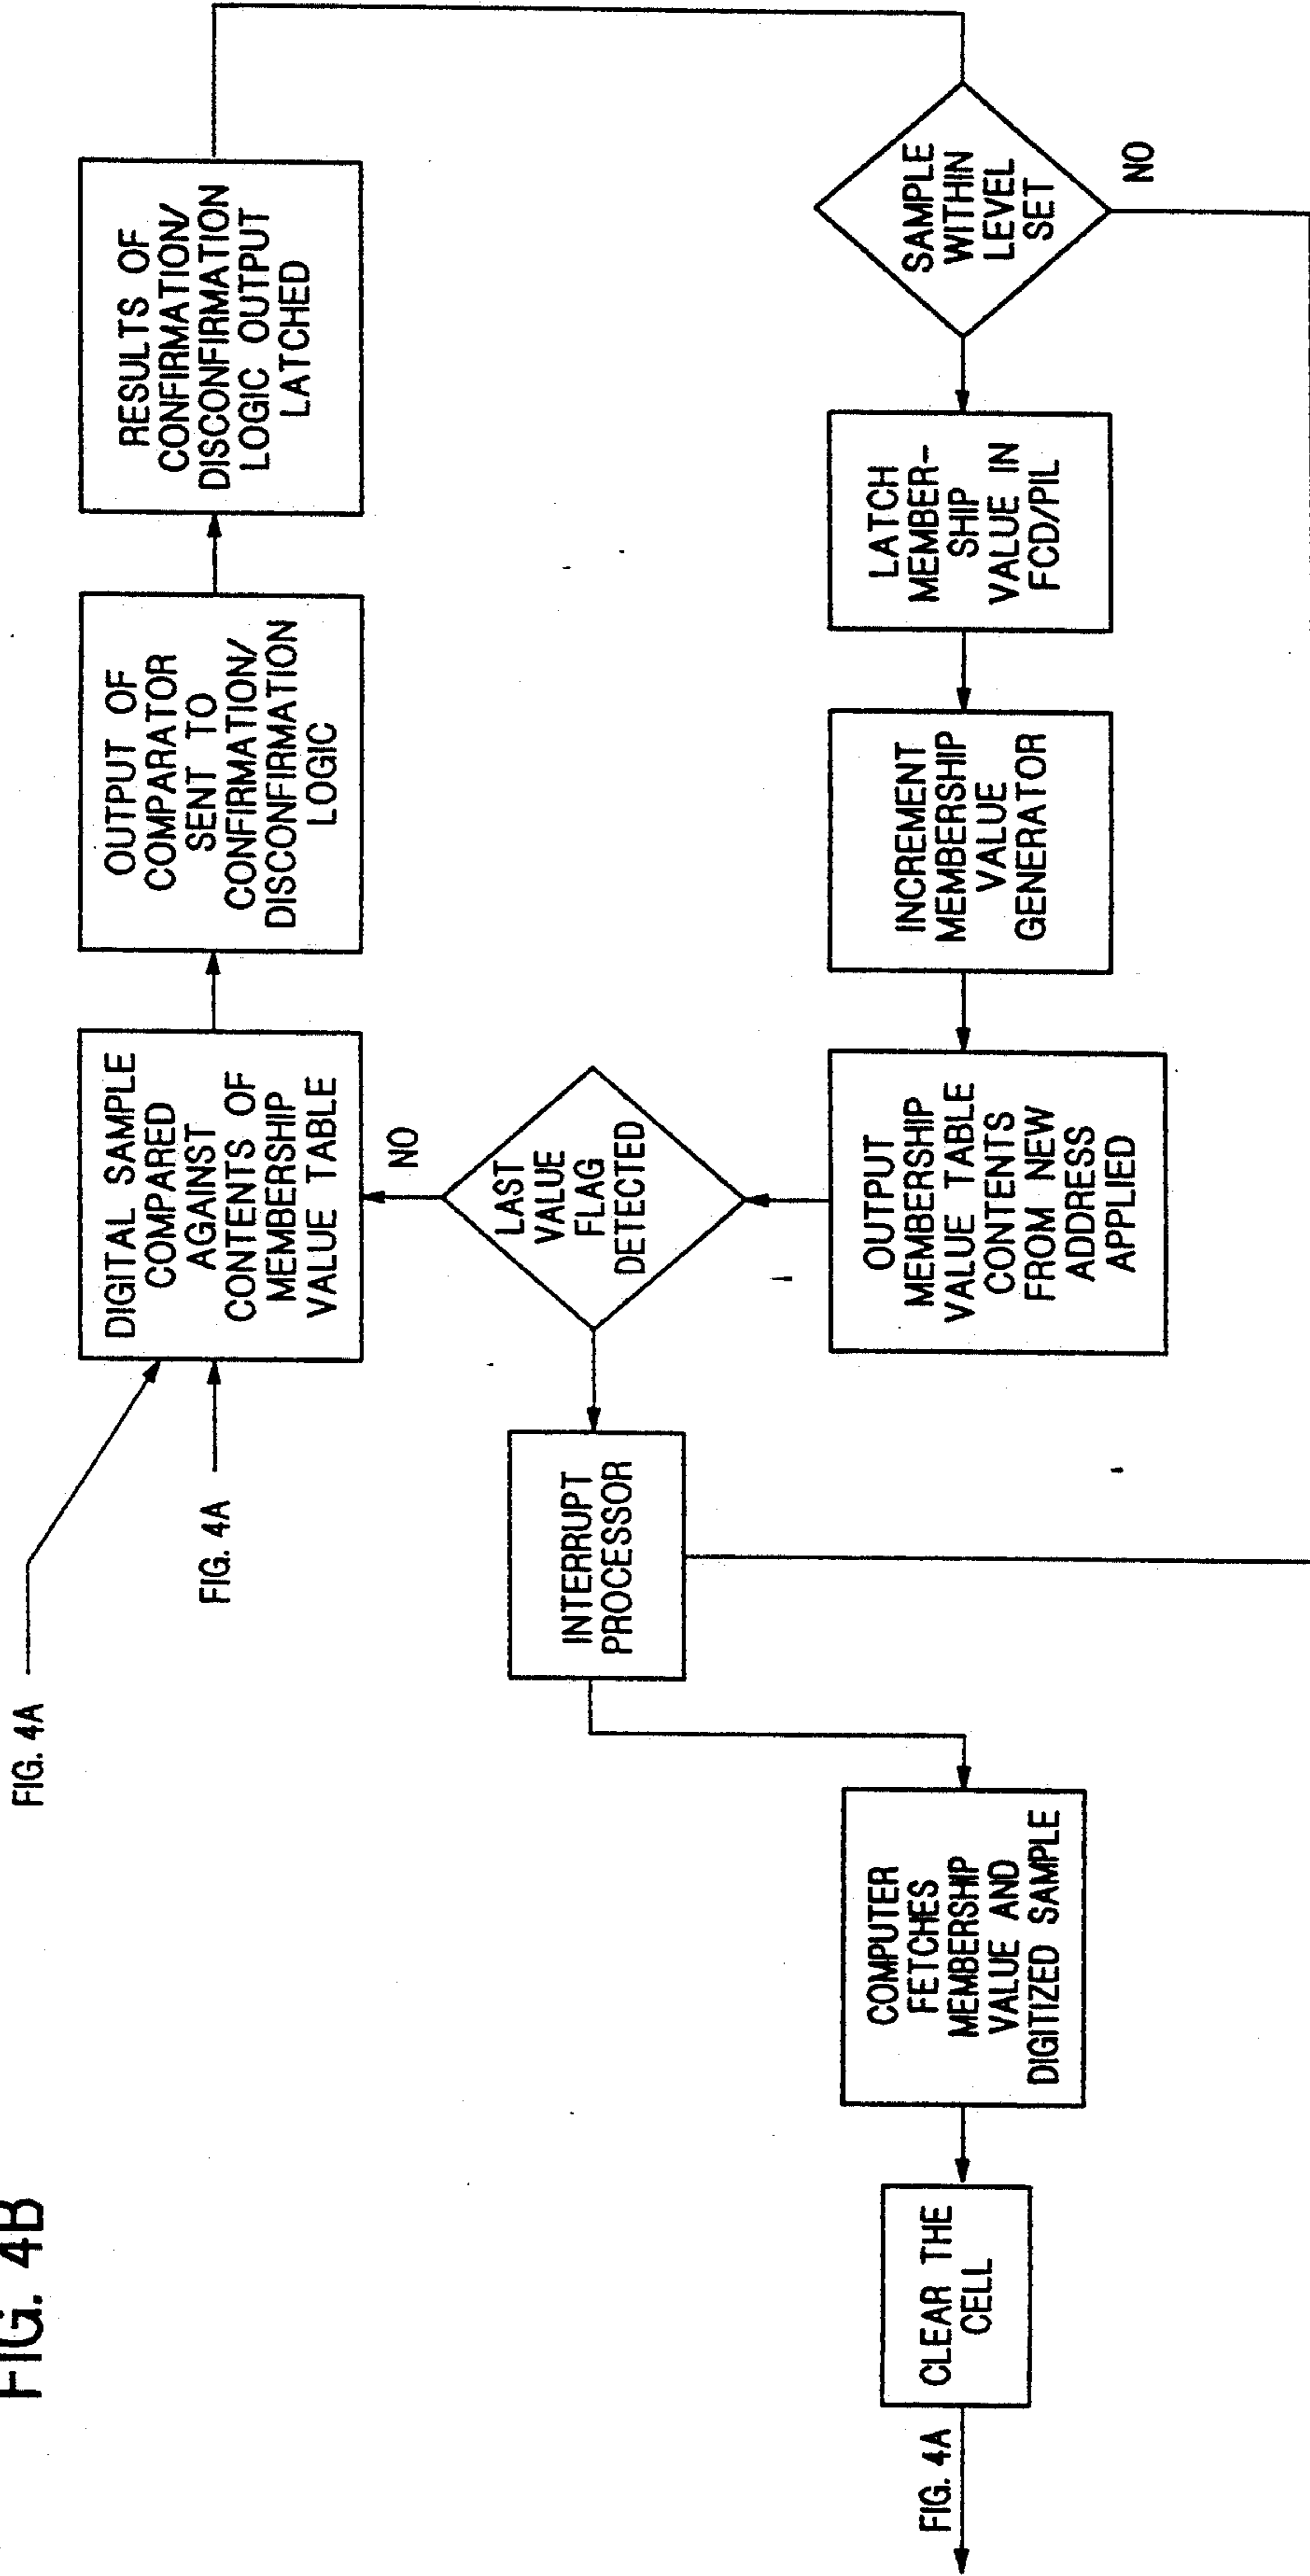 FIG. 4B
FIG. 4A
FIG. 4A
DIGITAL SAMPLE
COMPARED
AGAINST
CONTENTS OF
MEMBERSHIP
VALUE TABLE
OUTPUT OF
COMPARATOR
SENT TO
CONFIRMATION/
DISCONFIRMATION
LOGIC
RESULTS OF
CONFIRMATION/
DISCONFIRMATION
LOGIC OUTPUT
LATCHED
SAMPLE
WITHIN
LEVEL
SET
NO
LATCH
MEMBER-
SHIP
VALUE IN
FCD/PIL
INCREMENT
MEMBERSHIP
VALUE
GENERATOR
OUTPUT
MEMBERSHIP
VALUE TABLE
CONTENTS
FROM NEW
ADDRESS
APPLIED
LAST
VALUE
FLAG
DETECTED
NO
INTERRUPT
PROCESSOR
COMPUTER
FETCHES
MEMBERSHIP
VALUE AND
DIGITIZED SAMPLE
CLEAR THE
CELL
FIG. 4A